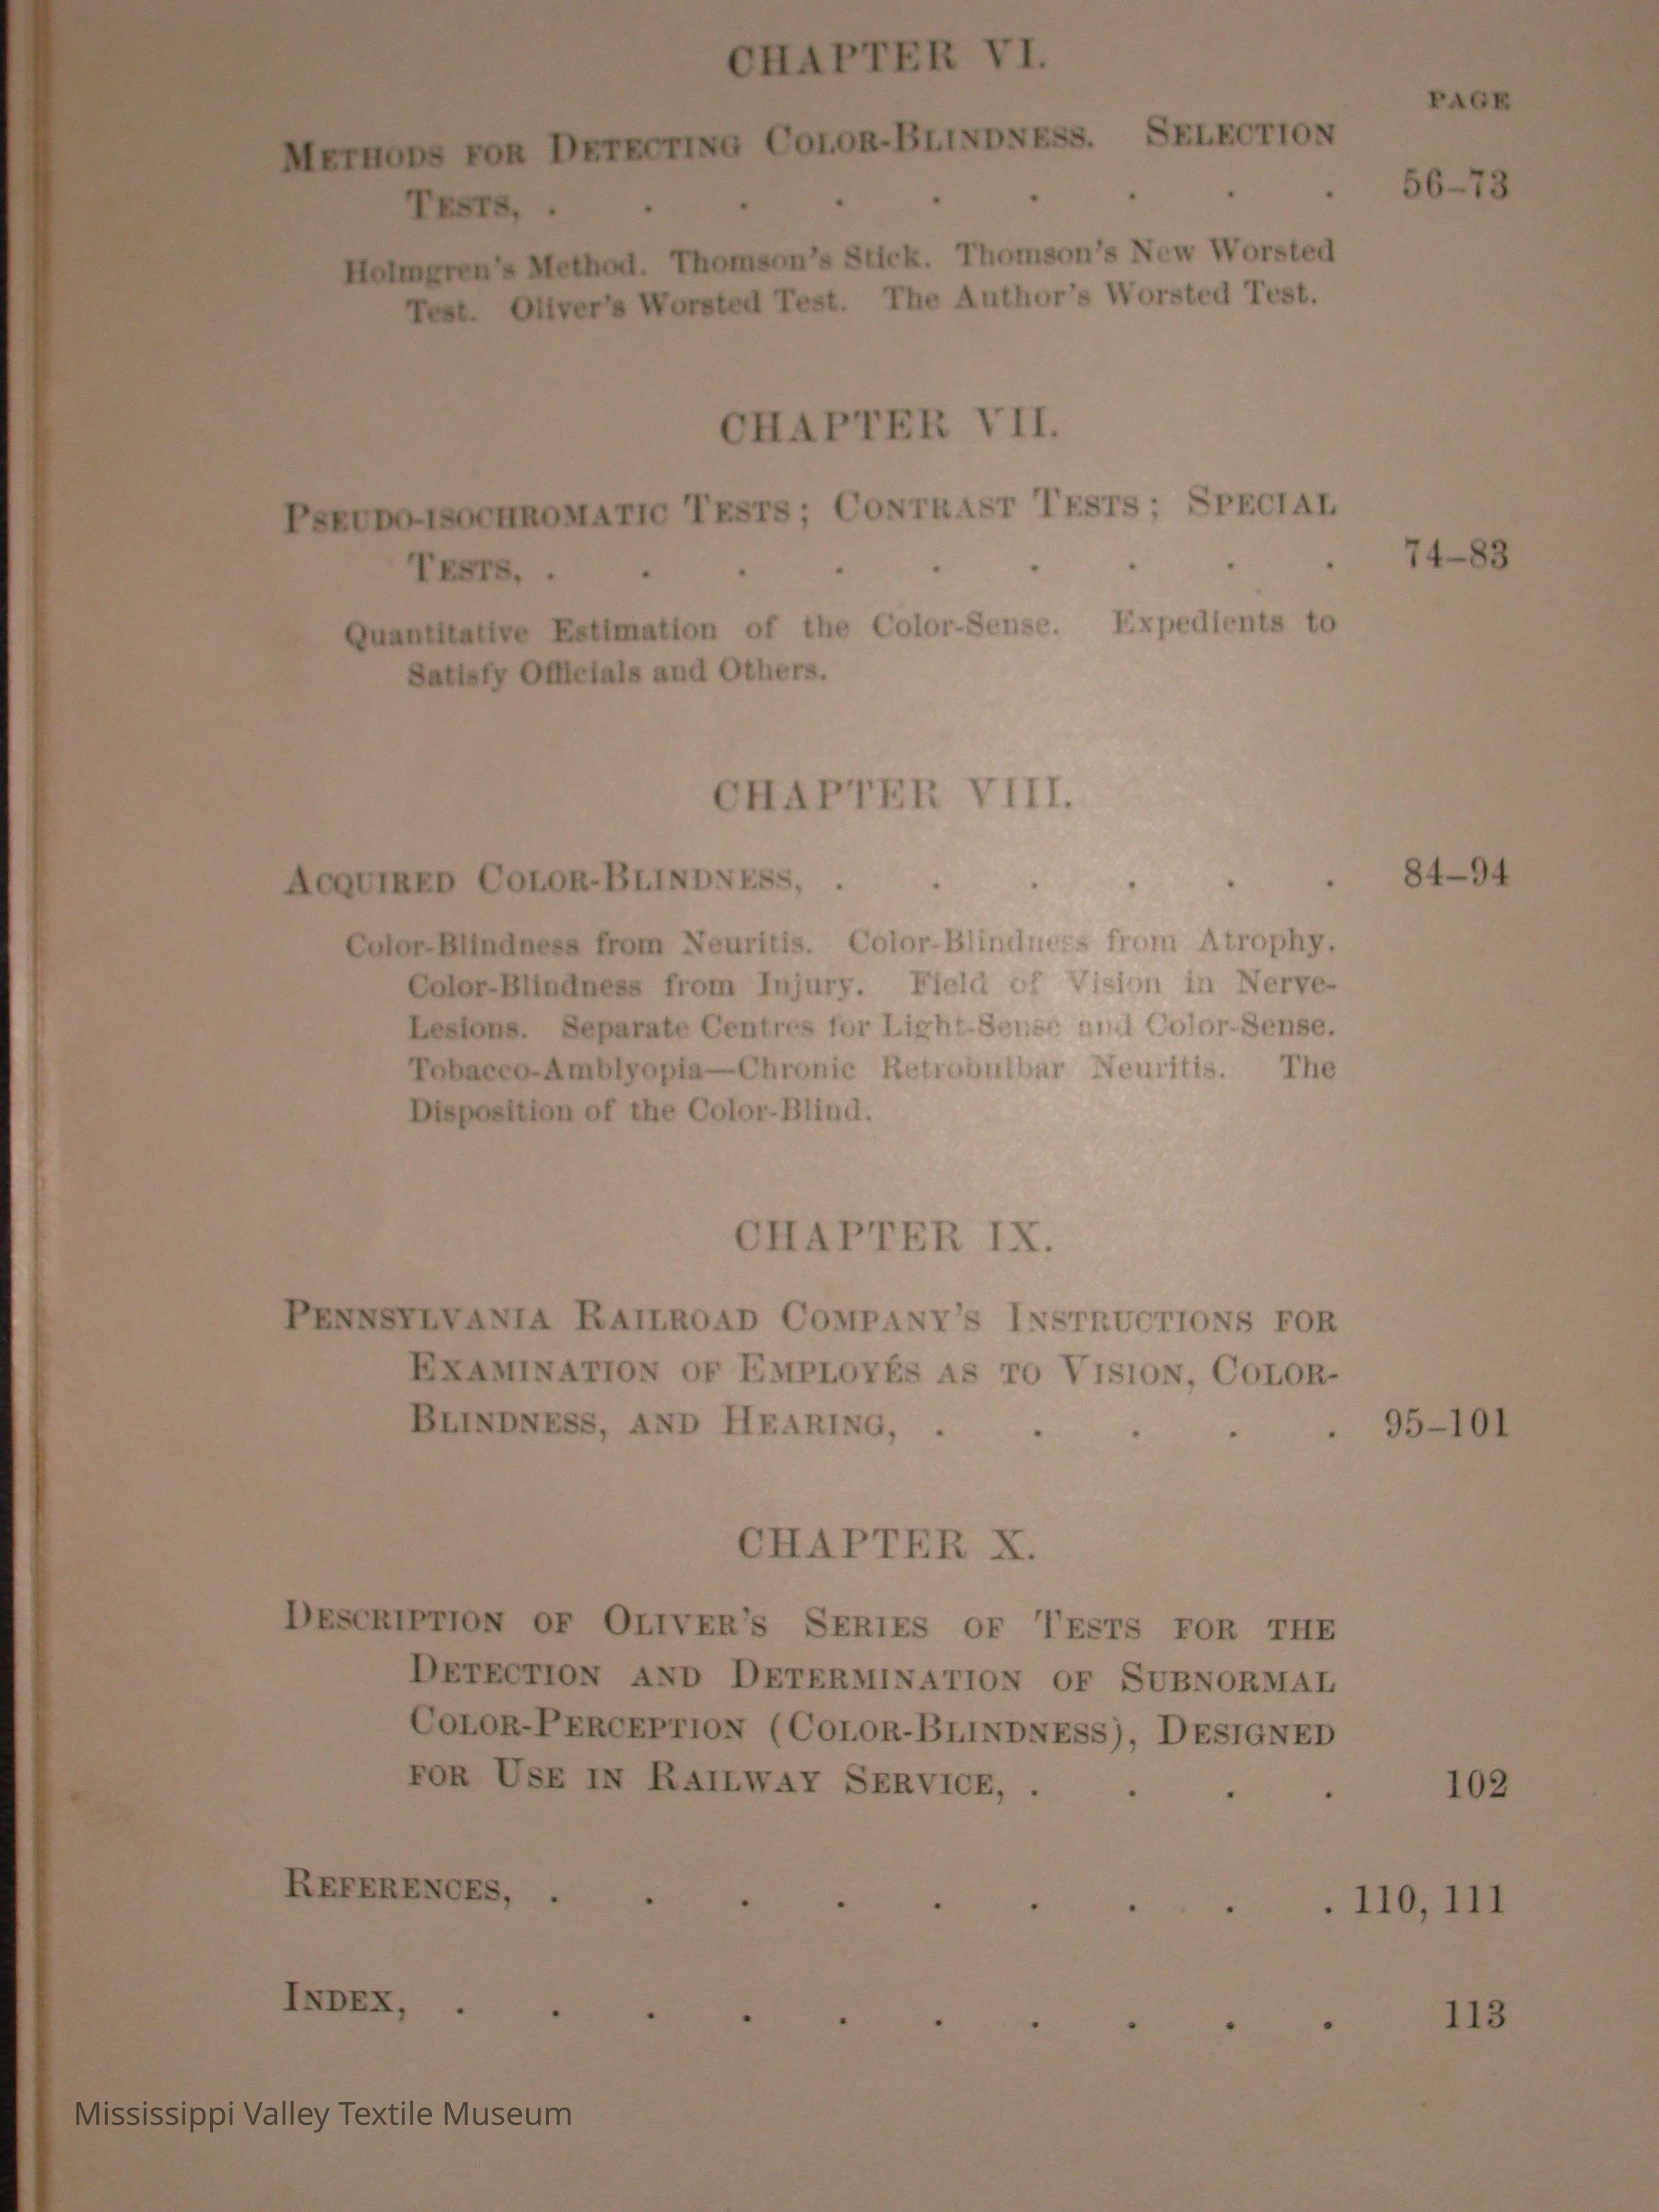 CHAPTER VI.
PAGE
METHODS FOR DETECTING COLOR-BLINDNESS. SELECTION
TESTS, . . . . . . . . . 56–73
Holmgren's Method. Thomson's Stick. Thomson's New Worsted
Test. Oliver's Worsted Test. The Author's Worsted Test.
CHAPTER VII.
PSEUDO-ISOCHROMATIC TESTS; CONTRAST TESTS; SPECIAL
TESTS, . . . . . . . . . 74–83
Quantitative Estimation of the Color-Sense. Expedients to
Satisfy Officials and Others.
CHAPTER VIII.
ACQUIRED COLOR-BLINDNESS, . . . . . . 84–94
Color-Blindness from Neuritis. Color-Blindness from Atrophy.
Color-Blindness from Injury. Field of Vision in Nerve-
Lesions. Separate Centres for Light-Sense and Color-Sense.
Tobacco-Amblyopia—Chronic Retrobulbar Neuritis. The
Disposition of the Color-Blind.
CHAPTER IX.
PENNSYLVANIA RAILROAD COMPANY'S INSTRUCTIONS FOR
EXAMINATION OF EMPLOYÉS AS TO VISION, COLOR-
BLINDNESS, AND HEARING, . . . . . 95–101
CHAPTER X.
DESCRIPTION OF OLIVER'S SERIES OF TESTS FOR THE
DETECTION AND DETERMINATION OF SUBNORMAL
COLOR-PERCEPTION (COLOR-BLINDNESS), DESIGNED
FOR USE IN RAILWAY SERVICE, . . . . 102
REFERENCES, . . . . . . . . . 110, 111
INDEX, . . . . . . . . . . 113
Mississippi Valley Textile Museum